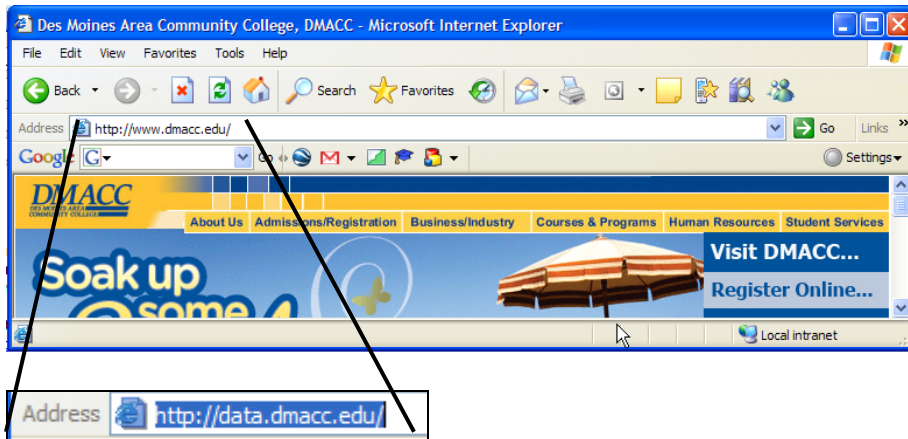 Des Moines Area Community College, DMACC - Microsoft Internet Explorer
File Edit View Favorites Tools Help
Back Search Favorites
Address http://www.dmacc.edu/ Go Links »
Google G Go Settings
DMACC
DES MOINES AREA
COMMUNITY COLLEGE
About Us Admissions/Registration Business/Industry Courses & Programs Human Resources Student Services
Soak up
some
Visit DMACC...
Register Online...
Local intranet
Address http://data.dmacc.edu/